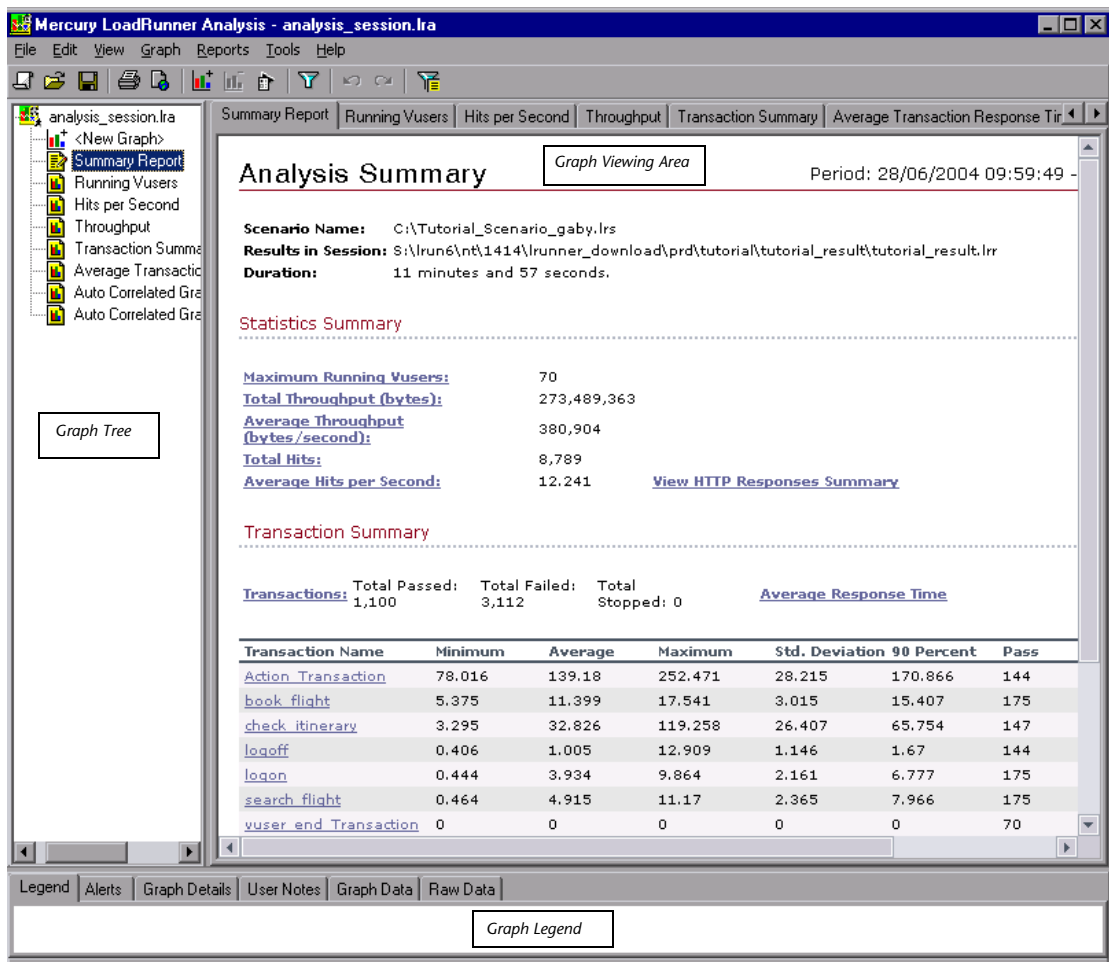 Mercury LoadRunner Analysis - analysis_session.lra
File Edit View Graph Reports Tools Help
analysis_session.lra
<New Graph>
Summary Report
Running Vusers
Hits per Second
Throughput
Transaction Summa
Average Transactic
Auto Correlated Gra
Auto Correlated Gra
Graph Tree
Summary Report Running Vusers Hits per Second Throughput Transaction Summary Average Transaction Response Tir
Graph Viewing Area
Analysis Summary Period: 28/06/2004 09:59:49 -
Scenario Name: C:\Tutorial_Scenario_gaby.lrs
Results in Session: S:\lrun6\nt\1414\lrunner_download\prd\tutorial\tutorial_result\tutorial_result.lrr
Duration: 11 minutes and 57 seconds.
Statistics Summary
Maximum Running Vusers: 70
Total Throughput (bytes): 273,489,363
Average Throughput
(bytes/second): 380,904
Total Hits: 8,789
Average Hits per Second: 12.241 View HTTP Responses Summary
Transaction Summary
Transactions: Total Passed: 1,100 Total Failed: 3,112 Total Stopped: 0 Average Response Time
Transaction Name Minimum Average Maximum Std. Deviation 90 Percent Pass
Action_Transaction 78.016 139.18 252.471 28.215 170.866 144
book_flight 5.375 11.399 17.541 3.015 15.407 175
check_itinerary 3.295 32.826 119.258 26.407 65.754 147
logoff 0.406 1.005 12.909 1.146 1.67 144
logon 0.444 3.934 9.864 2.161 6.777 175
search_flight 0.464 4.915 11.17 2.365 7.966 175
vuser_end_Transaction 0 0 0 0 0 70
Legend Alerts Graph Details User Notes Graph Data Raw Data
Graph Legend